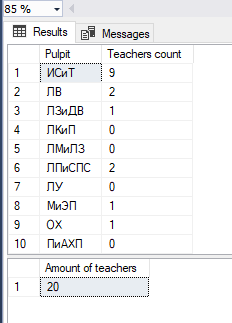 85 %
Results Messages
Pulpit Teachers count
1 ИСиТ 9
2 ЛВ 2
3 ЛЗиДВ 1
4 ЛКиП 0
5 ЛМиЛЗ 0
6 ЛПиСПС 2
7 ЛУ 0
8 МиЭП 1
9 ОХ 1
10 ПиАХП 0
Amount of teachers
1 20